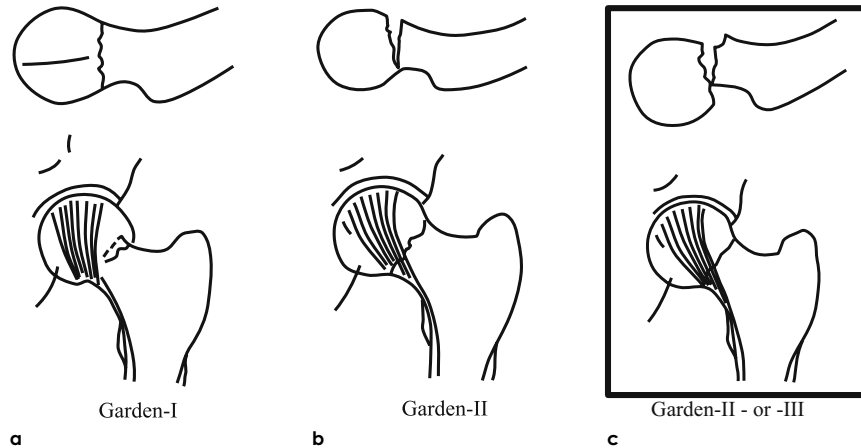 Garden-I
Garden-II
Garden-II - or -III
a
b
c